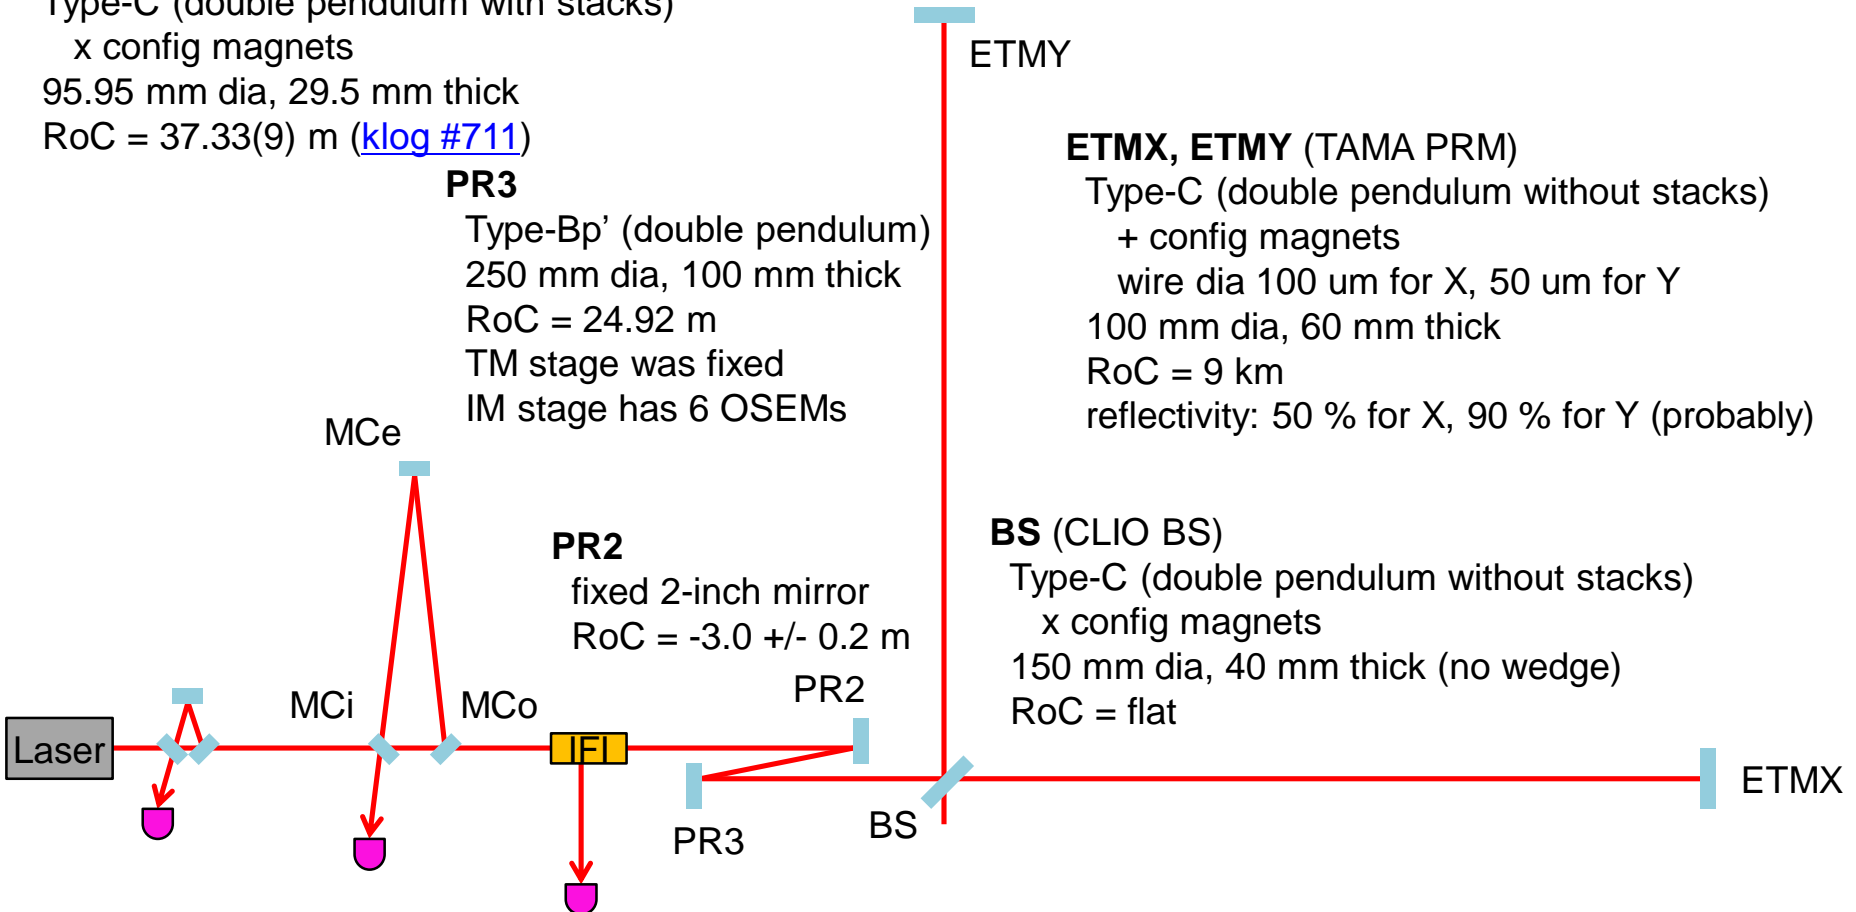 Type-C (double pendulum with stacks)
x config magnets
95.95 mm dia, 29.5 mm thick
RoC = 37.33(9) m (klog #711)
ETMY
ETMX, ETMY (TAMA PRM)
Type-C (double pendulum without stacks)
+ config magnets
wire dia 100 um for X, 50 um for Y
100 mm dia, 60 mm thick
RoC = 9 km
reflectivity: 50 % for X, 90 % for Y (probably)
PR3
Type-Bp’ (double pendulum)
250 mm dia, 100 mm thick
RoC = 24.92 m
TM stage was fixed
IM stage has 6 OSEMs
MCe
PR2
fixed 2-inch mirror
RoC = -3.0 +/- 0.2 m
BS (CLIO BS)
Type-C (double pendulum without stacks)
x config magnets
150 mm dia, 40 mm thick (no wedge)
RoC = flat
MCi
MCo
PR2
Laser
IFI
ETMX
PR3
BS